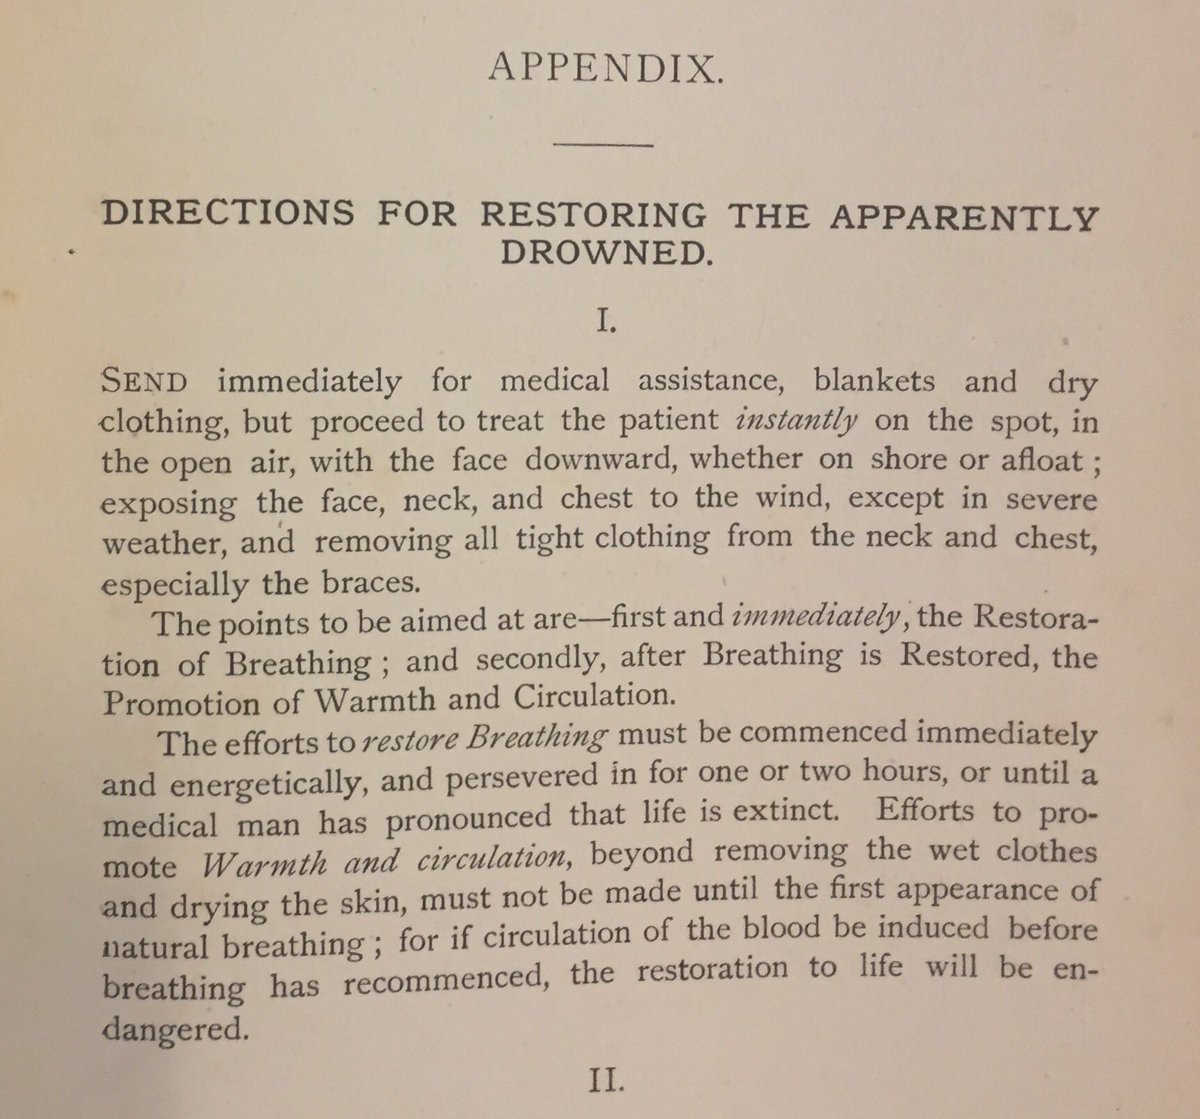 APPENDIX.
DIRECTIONS FOR RESTORING THE APPARENTLY
DROWNED.
I.
SEND immediately for medical assistance, blankets and dry
clothing, but proceed to treat the patient instantly on the spot, in
the open air, with the face downward, whether on shore or afloat ;
exposing the face, neck, and chest to the wind, except in severe
weather, and removing all tight clothing from the neck and chest,
especially the braces.
The points to be aimed at are—first and immediately, the Restora-
tion of Breathing ; and secondly, after Breathing is Restored, the
Promotion of Warmth and Circulation.
The efforts to restore Breathing must be commenced immediately
and energetically, and persevered in for one or two hours, or until a
medical man has pronounced that life is extinct. Efforts to pro-
mote Warmth and circulation, beyond removing the wet clothes
and drying the skin, must not be made until the first appearance of
natural breathing ; for if circulation of the blood be induced before
breathing has recommenced, the restoration to life will be en-
dangered.
II.